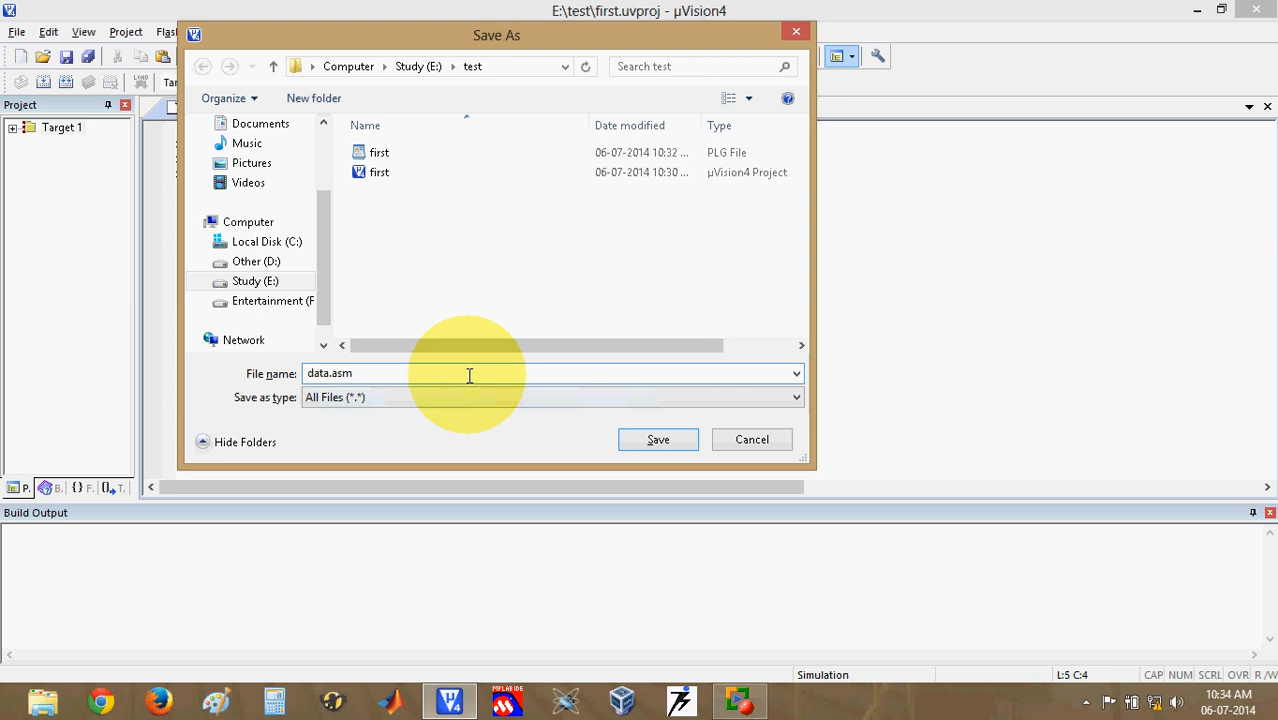 E:\test\first.uvproj - µVision4
File Edit View Project Flas
Save As
Computer Study (E:) test Search test
Organize New folder
LOAD Tar
Project
Target 1
Documents
Music
Pictures
Videos
Computer
Local Disk (C:)
Other (D:)
Study (E:)
Entertainment (F
Network
Name Date modified Type
first 06-07-2014 10:32 ... PLG File
first 06-07-2014 10:30 ... µVision4 Project
File name: data.asm
Save as type: All Files (*.*)
Hide Folders Save Cancel
P. B. {} F. T.
Build Output
Simulation L:5 C:4 CAP NUM SCRL OVR R/W
MPLAB IDE
10:34 AM
06-07-2014